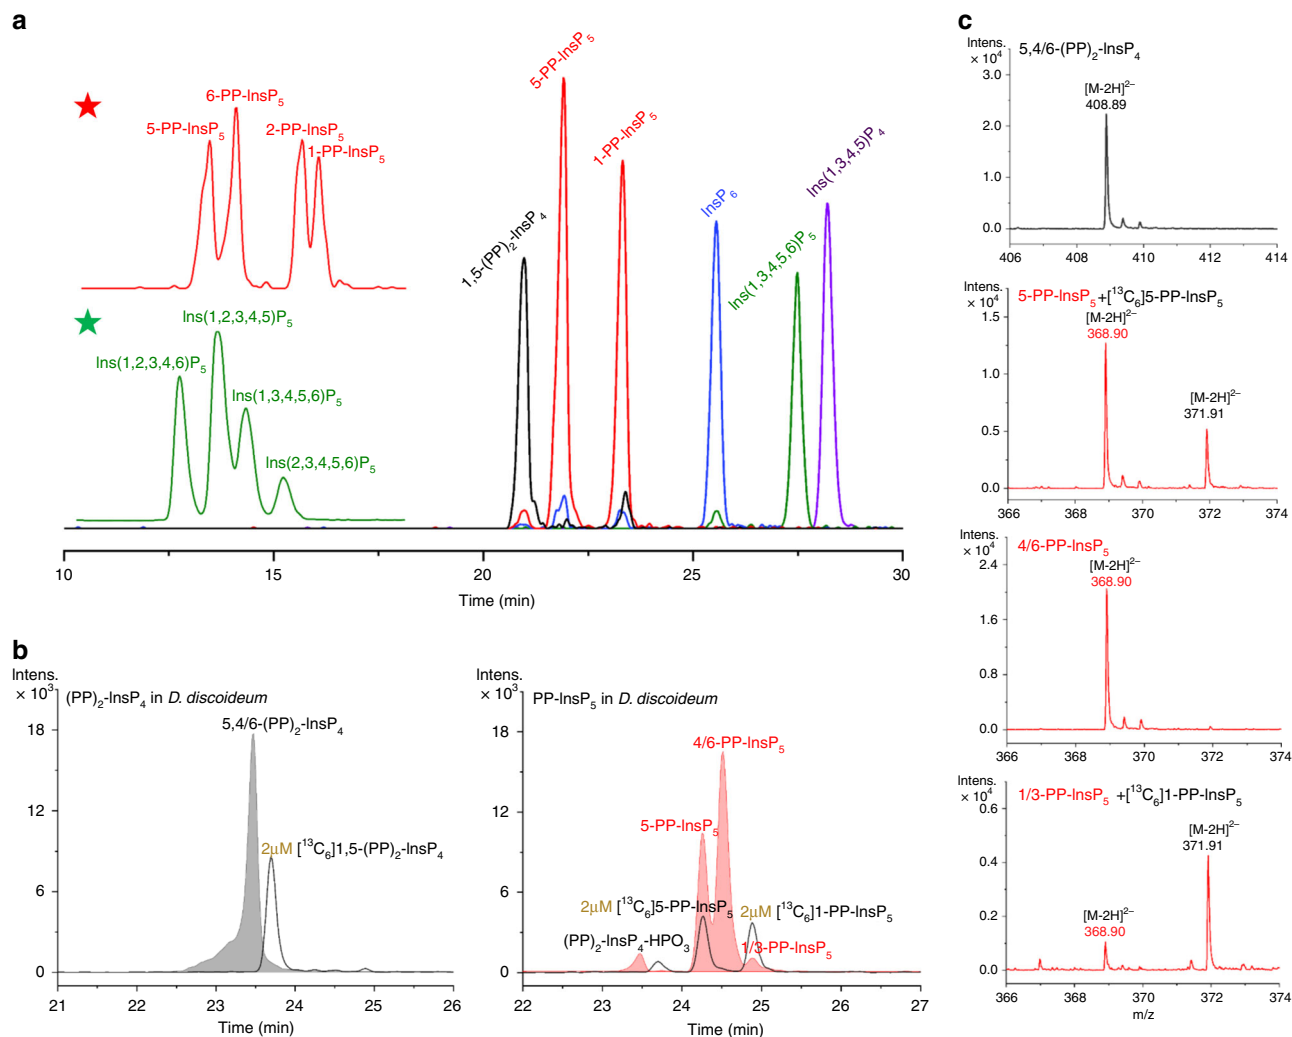 a
5-PP-InsP5
1-PP-InsP5
1,5-(PP)2-InsP4
InsP6
Ins(1,3,4,5,6)P5
Ins(1,3,4,5)P4
6-PP-InsP5
5-PP-InsP5
2-PP-InsP5
1-PP-InsP5
Ins(1,2,3,4,5)P5
Ins(1,2,3,4,6)P5
Ins(1,3,4,5,6)P5
Ins(2,3,4,5,6)P5
10 15 20 25 30
Time (min)
b
Intens.
× 10³
(PP)2-InsP4 in D. discoideum
5,4/6-(PP)2-InsP4
2μM [¹³C6]1,5-(PP)2-InsP4
18
12
6
0
21 22 23 24 25 26
Time (min)
Intens.
× 10³
PP-InsP5 in D. discoideum
4/6-PP-InsP5
5-PP-InsP5
2μM [¹³C6]5-PP-InsP5
2μM [¹³C6]1-PP-InsP5
(PP)2-InsP4-HPO3
1/3-PP-InsP5
18
12
6
0
22 23 24 25 26 27
Time (min)
c
Intens.
× 10⁴
5,4/6-(PP)2-InsP4
[M-2H]²⁻
408.89
3.0
2.0
1.0
0.0
406 408 410 412 414
Intens.
× 10⁴
5-PP-InsP5+[¹³C6]5-PP-InsP5
[M-2H]²⁻
368.90
[M-2H]²⁻
371.91
1.5
1.0
0.5
0.0
366 368 370 372 374
Intens.
× 10⁴
4/6-PP-InsP5
[M-2H]²⁻
368.90
2.4
1.6
0.8
0.0
366 368 370 372 374
Intens.
× 10⁴
1/3-PP-InsP5 +[¹³C6]1-PP-InsP5
[M-2H]²⁻
371.91
[M-2H]²⁻
368.90
0.6
0.4
0.2
0.0
366 368 370 372 374
m/z